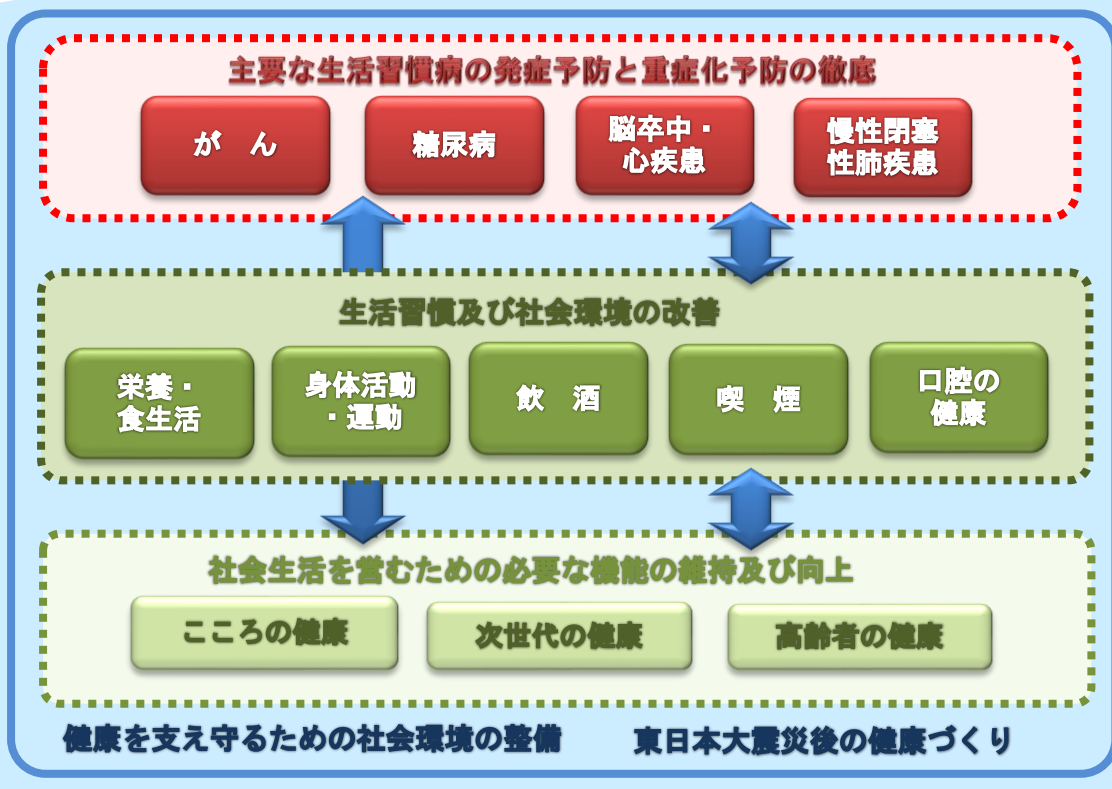 主要な生活習慣病の発症予防と重症化予防の徹底
が　ん
糖尿病
脳卒中・
心疾患
慢性閉塞
性肺疾患
生活習慣及び社会環境の改善
栄養・
食生活
身体活動
・運動
飲　酒
喫　煙
口腔の
健康
社会生活を営むための必要な機能の維持及び向上
こころの健康
次世代の健康
高齢者の健康
健康を支え守るための社会環境の整備
東日本大震災後の健康づくり